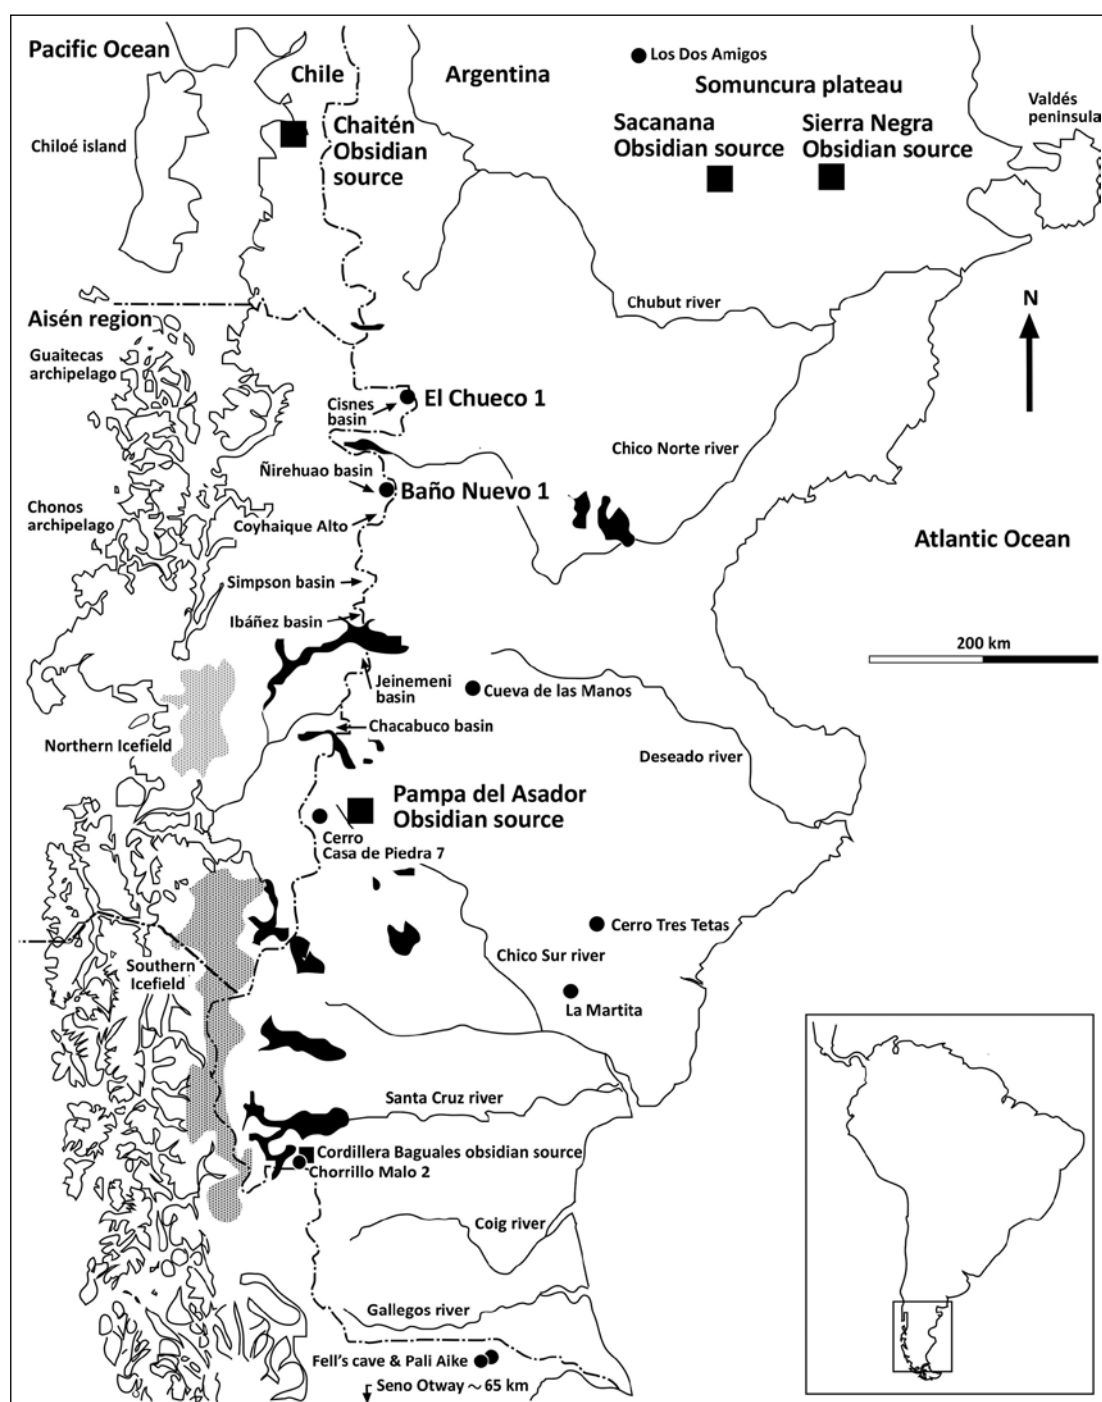 Pacific Ocean
Chile
Argentina
Los Dos Amigos
Somuncura plateau
Valdés
peninsula
Chiloé island
Chaitén
Obsidian
source
Sacanana
Obsidian source
Sierra Negra
Obsidian source
Chubut river
N
Aisén region
Guaitecas
archipelago
Cisnes
basin
El Chueco 1
Chico Norte river
Ñirehuao basin
Baño Nuevo 1
Chonos
archipelago
Coyhaique Alto
Atlantic Ocean
Simpson basin
Ibáñez basin
200 km
Jeinemeni
basin
Cueva de las Manos
Chacabuco basin
Northern Icefield
Deseado river
Pampa del Asador
Obsidian source
Cerro
Casa de Piedra 7
Cerro Tres Tetas
Chico Sur river
Southern
Icefield
La Martita
Santa Cruz river
Cordillera Baguales obsidian source
Chorrillo Malo 2
Coig river
Gallegos river
Fell's cave & Pali Aike
Seno Otway ~ 65 km